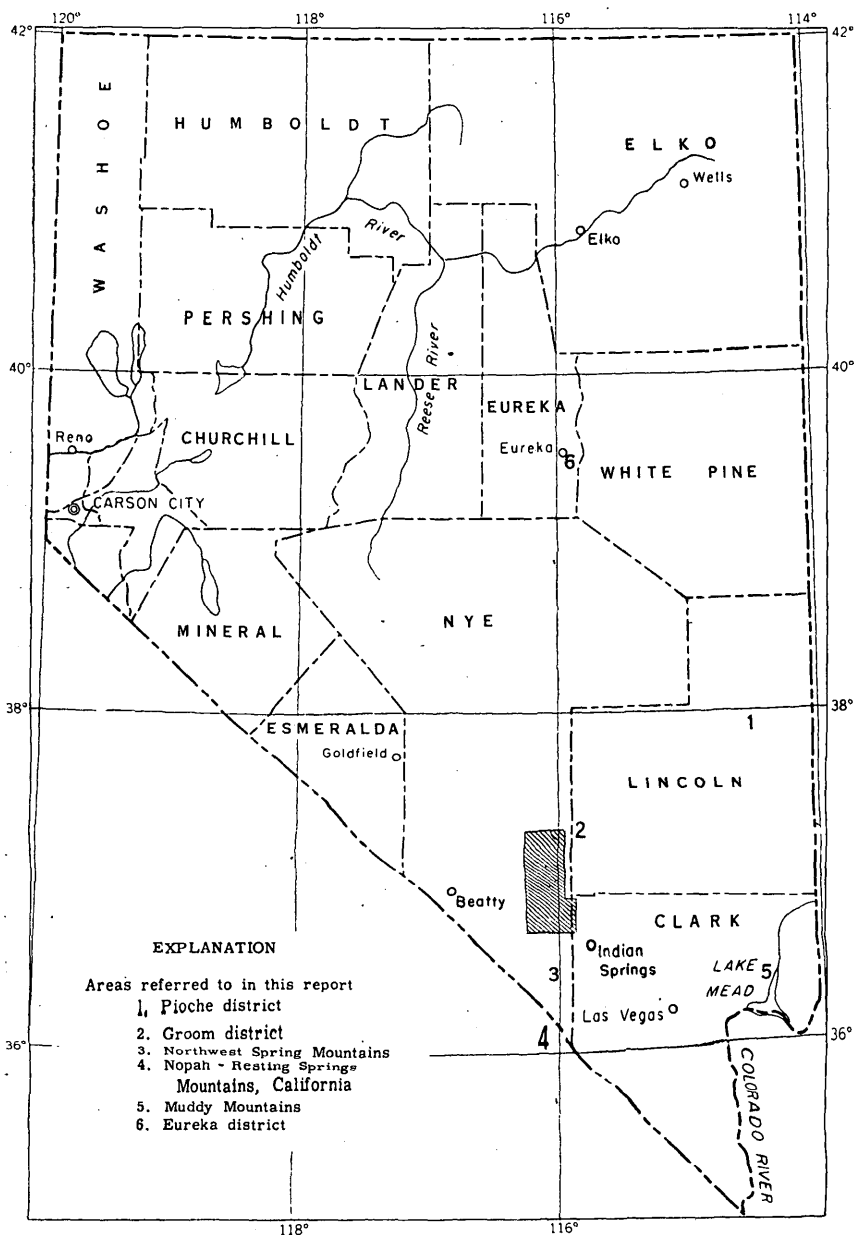 120° 118° 116° 114°
42° 42°
WASHOE
HUMBOLDT
ELKO
Wells
Elko
Humboldt River
PERSHING
40° 40°
LANDER
Reese River
EUREKA
Eureka
6
WHITE PINE
Reno
CHURCHILL
CARSON CITY
MINERAL
NYE
38° 38°
1
ESMERALDA
Goldfield
LINCOLN
2
Beatty
CLARK
Indian
Springs
3
LAKE
MEAD
5
Las Vegas
4
36° 36°
COLORADO RIVER
EXPLANATION
Areas referred to in this report
1, Pioche district
2. Groom district
3. Northwest Spring Mountains
4. Nopah - Resting Springs
Mountains, California
5. Muddy Mountains
6. Eureka district
118° 116°